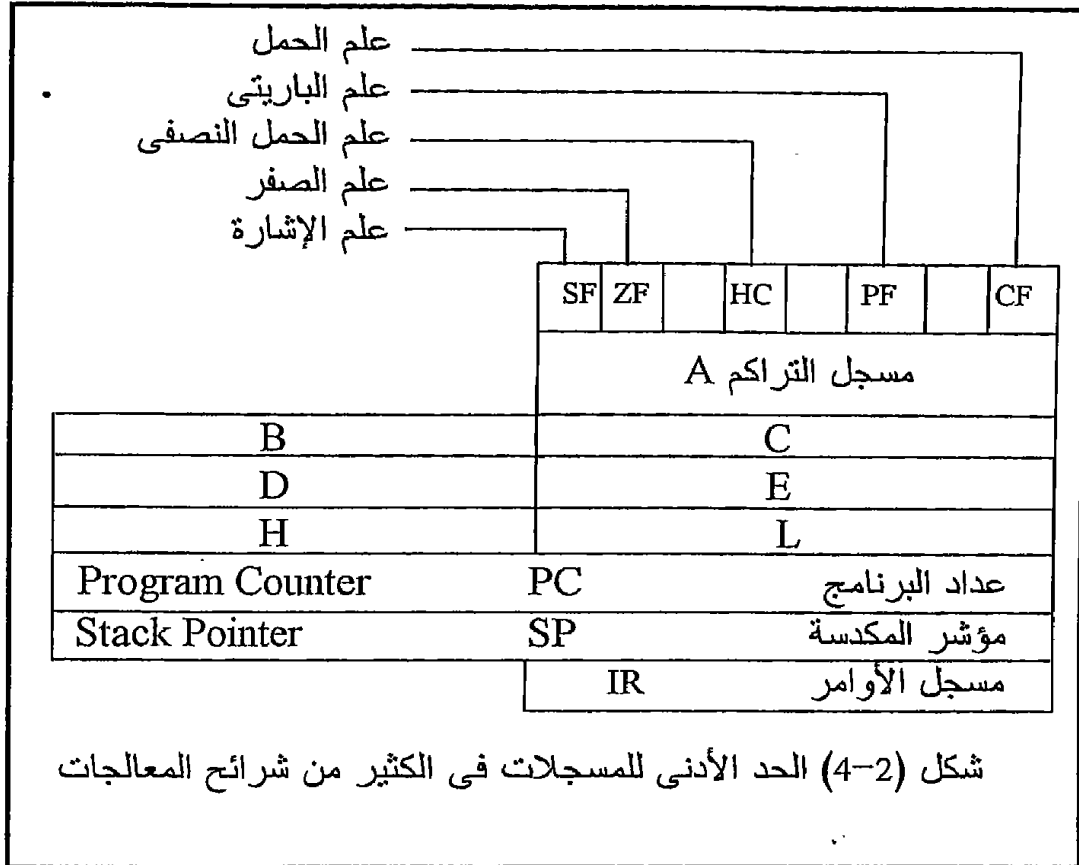 علم الحمل
علم الباريتى
علم الحمل النصفى
علم الصفر
علم الإشارة
SF ZF HC PF CF
مسجل التراكم A
B C
D E
H L
Program Counter PC عداد البرنامج
Stack Pointer SP مؤشر المكدسة
IR مسجل الأوامر
شكل (2-4) الحد الأدنى للمسجلات فى الكثير من شرائح المعالجات